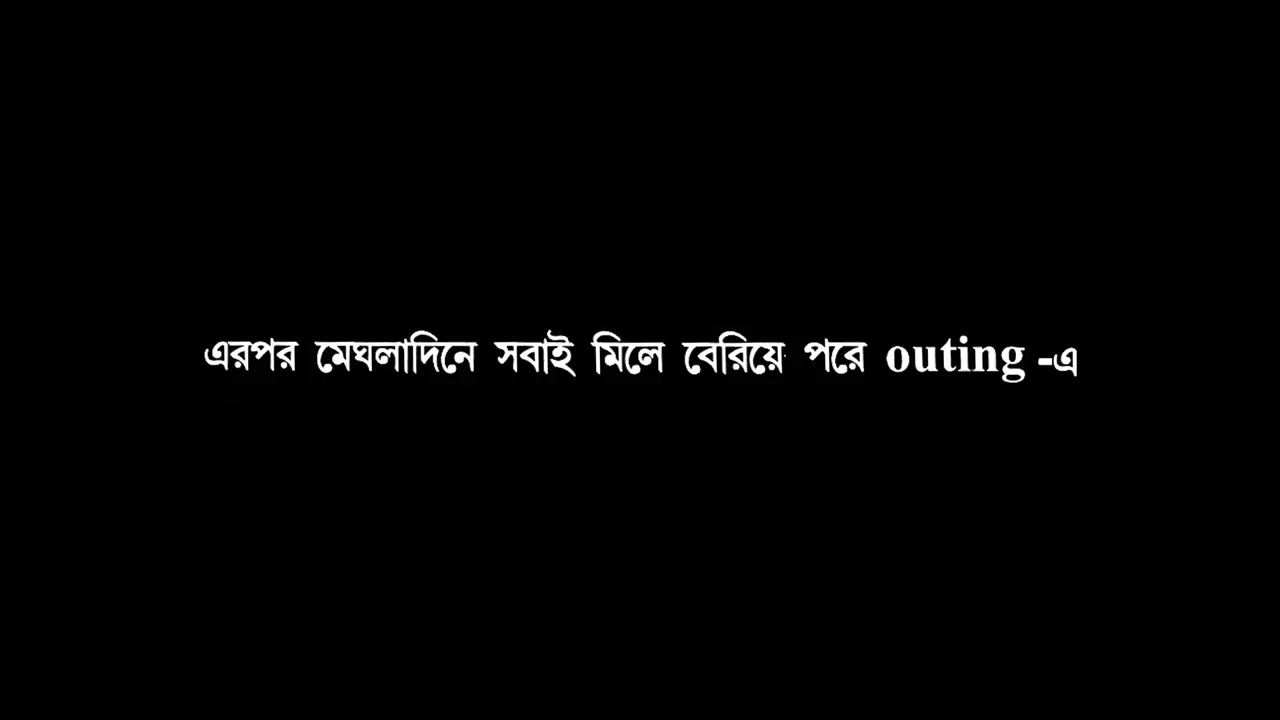 এরপর মেঘলাদিনে সবাই মিলে বেরিয়ে পরে outing -এ